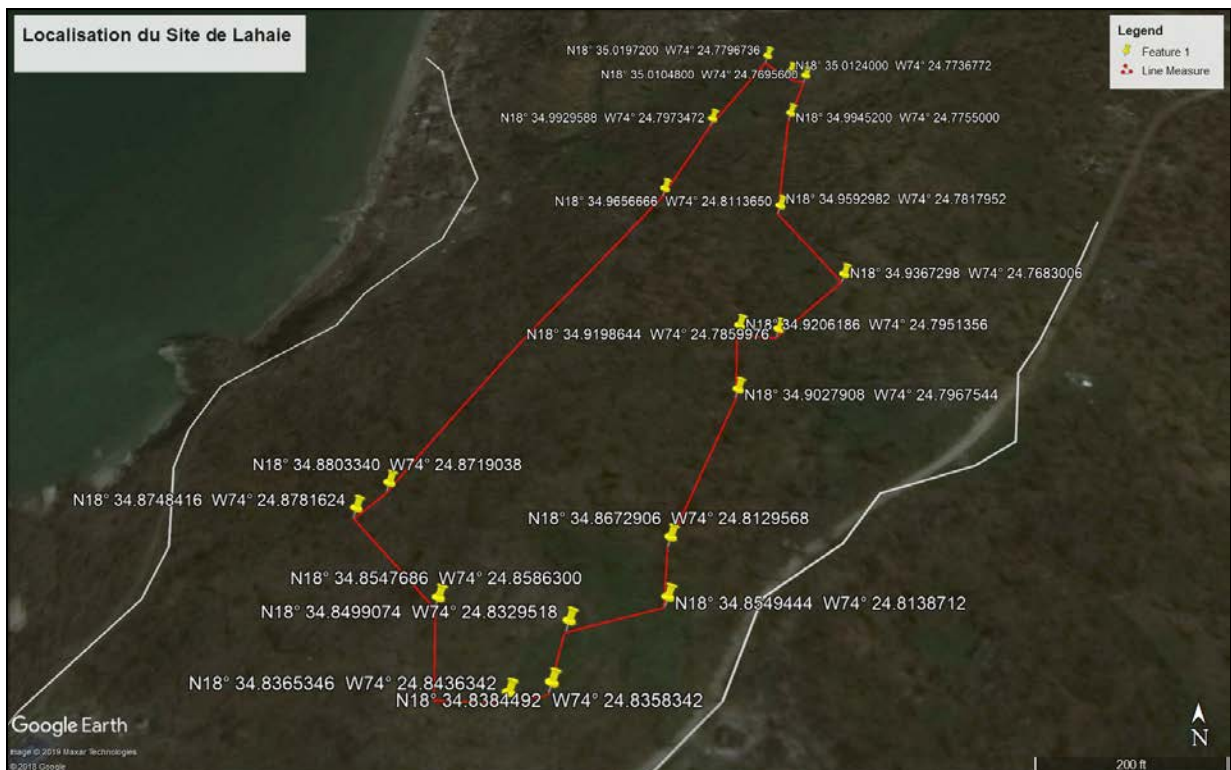 Localisation du Site de Lahaie
Legend
Feature 1
Line Measure
N18° 35.0197200 W74° 24.7796736
N18° 35.0124000 W74° 24.7736772
N18° 35.0104800 W74° 24.7695600
N18° 34.9929588 W74° 24.7973472
N18° 34.9945200 W74° 24.7755000
N18° 34.9656666 W74° 24.8113650
N18° 34.9592982 W74° 24.7817952
N18° 34.9367298 W74° 24.7683006
N18° 34.9206186 W74° 24.7951356
N18° 34.9198644 W74° 24.7859976
N18° 34.9027908 W74° 24.7967544
N18° 34.8803340 W74° 24.8719038
N18° 34.8748416 W74° 24.8781624
N18° 34.8672906 W74° 24.8129568
N18° 34.8547686 W74° 24.8586300
N18° 34.8549444 W74° 24.8138712
N18° 34.8499074 W74° 24.8329518
N18° 34.8365346 W74° 24.8436342
N18° 34.8384492 W74° 24.8358342
Google Earth
Image © 2019 Maxar Technologies
© 2018 Google
N
200 ft